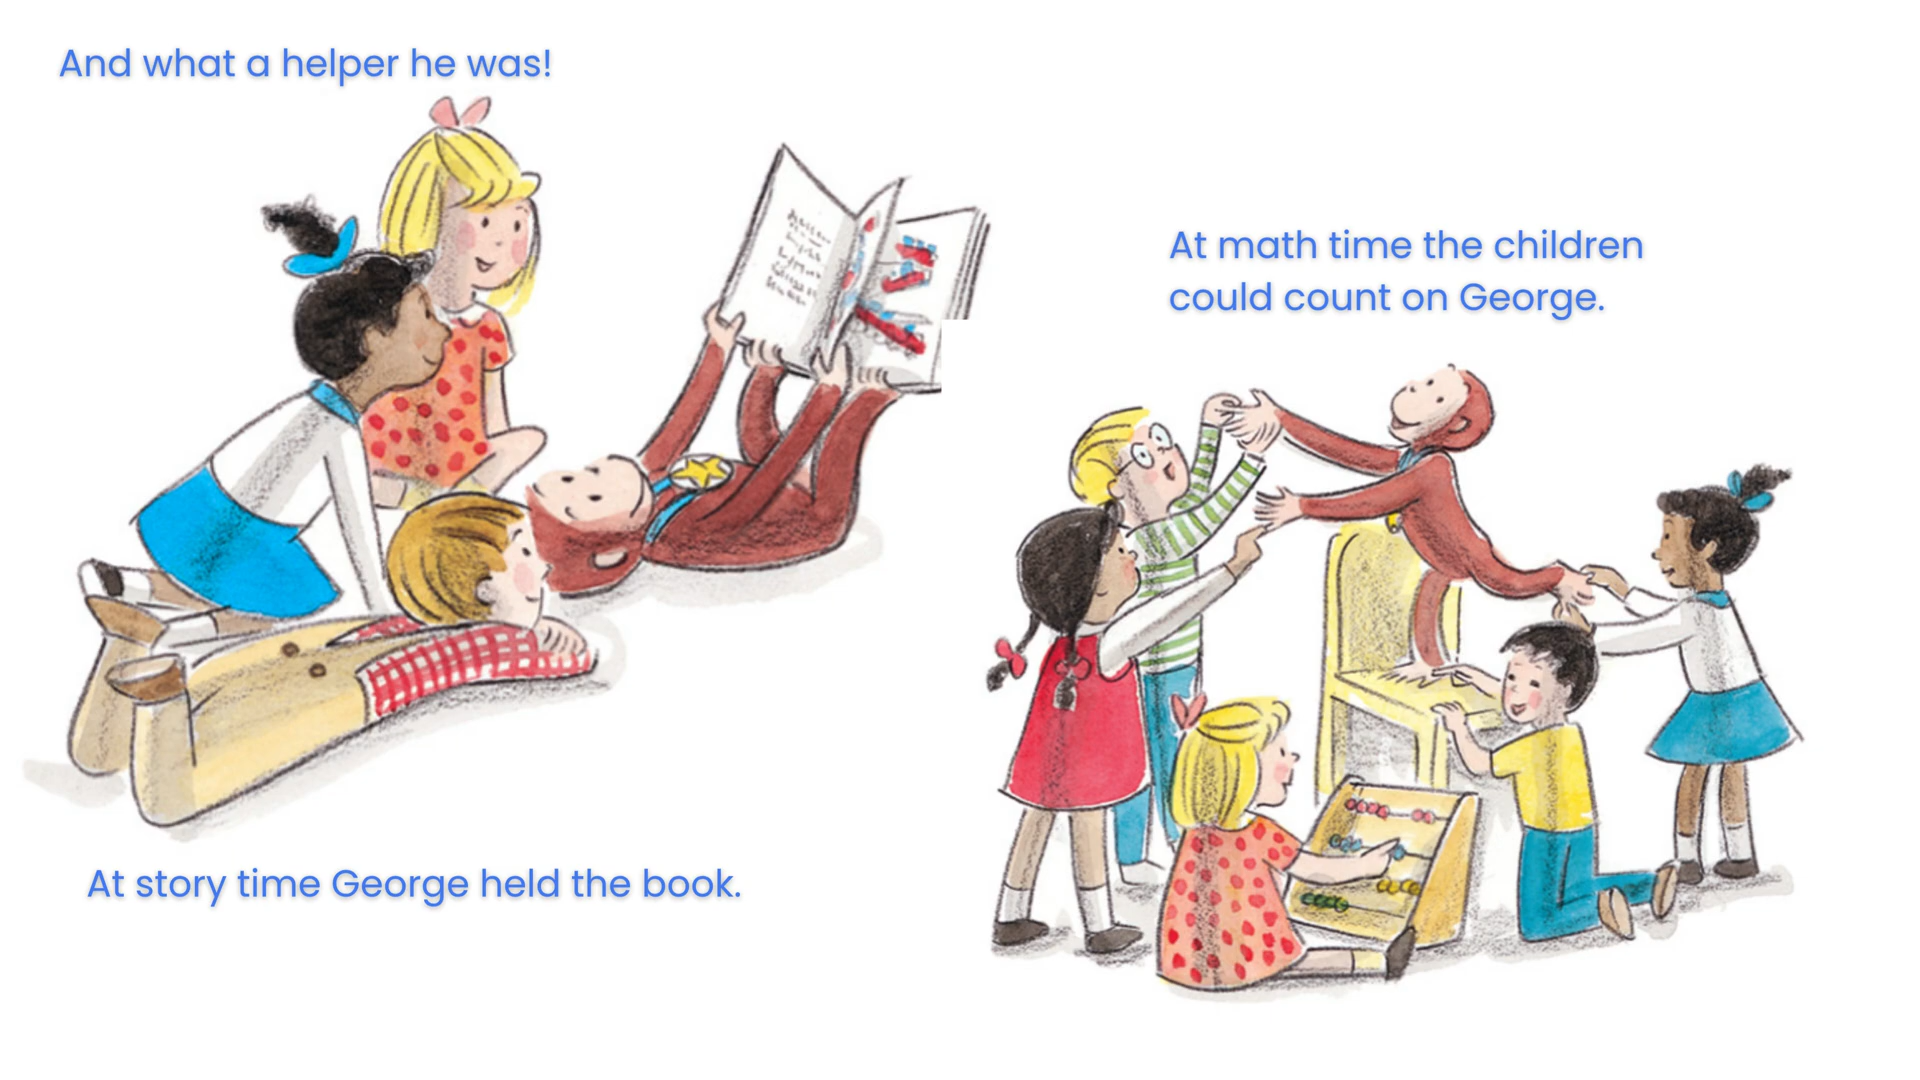 And what a helper he was!
At story time George held the book.
At math time the children
could count on George.